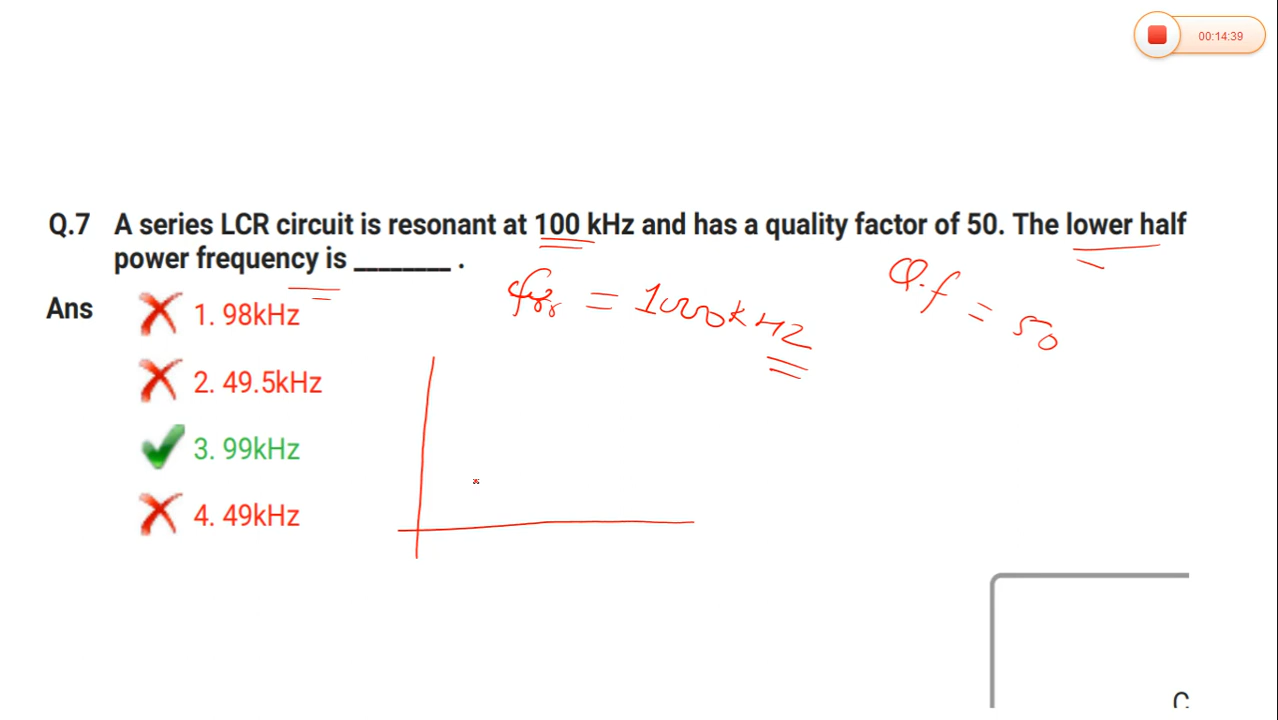 00:14:39
Q.7 A series LCR circuit is resonant at 100 kHz and has a quality factor of 50. The lower half
power frequency is ________ .
Ans 1. 98kHz
2. 49.5kHz
3. 99kHz
4. 49kHz
= 1000kHz
Q.f = 50
C